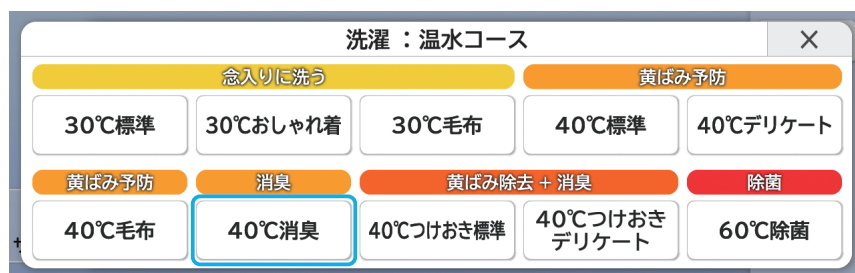 洗濯：温水コース
×
念入りに洗う
黄ばみ予防
30℃標準
30℃おしゃれ着
30℃毛布
40℃標準
40℃デリケート
黄ばみ予防
消臭
黄ばみ除去 + 消臭
除菌
40℃毛布
40℃消臭
40℃つけおき標準
40℃つけおき
デリケート
60℃除菌